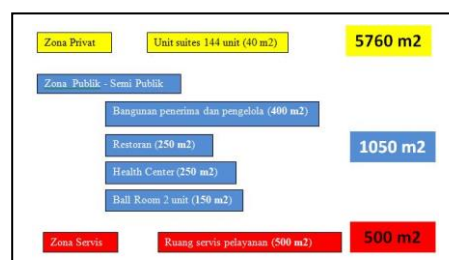 Zona Privat
Unit suites 144 unit (40 m2)
5760 m2
Zona Publik - Semi Publik
Bangunan penerima dan pengelola (400 m2)
Restoran (250 m2)
1050 m2
Health Center (250 m2)
Ball Room 2 unit (150 m2)
Zona Servis
Ruang servis pelayanan (500 m2)
500 m2